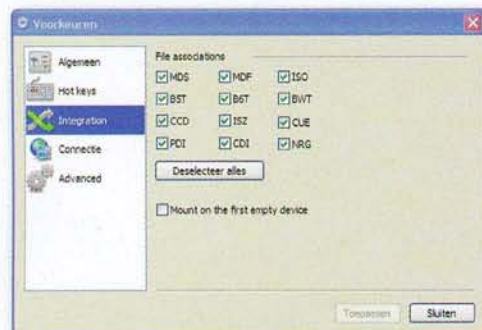 Voorkeuren
Algemeen
Hot keys
Integration
Connectie
Advanced
File associations
MDS MDF ISO
B5T B6T BWT
CCD ISZ CUE
PDI CDI NRG
Deselecteer alles
Mount on the first empty device
Toepassen Sluiten